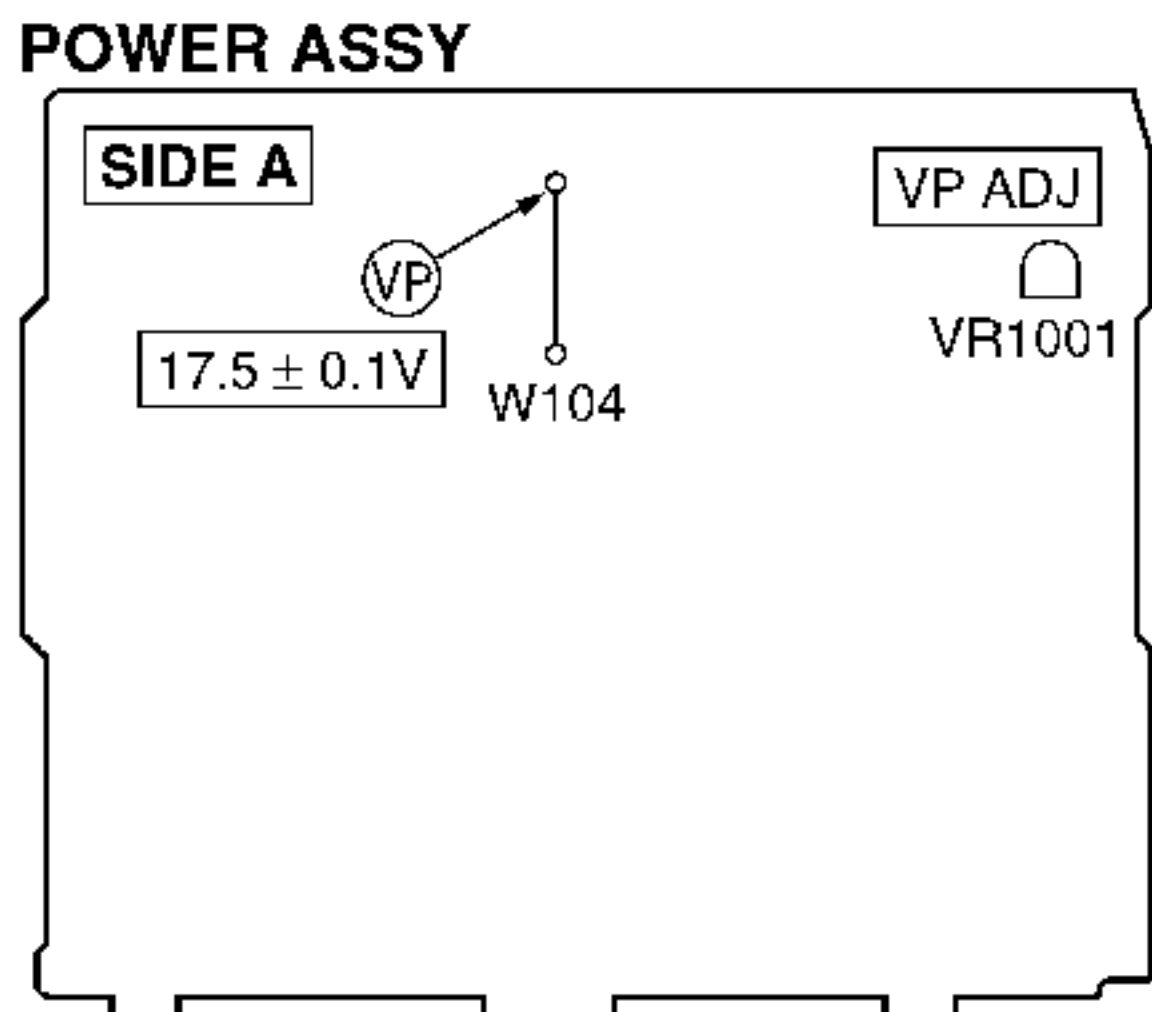 POWER ASSY
SIDE A
VP ADJ
VP
VR1001
17.5 ± 0.1V
W104